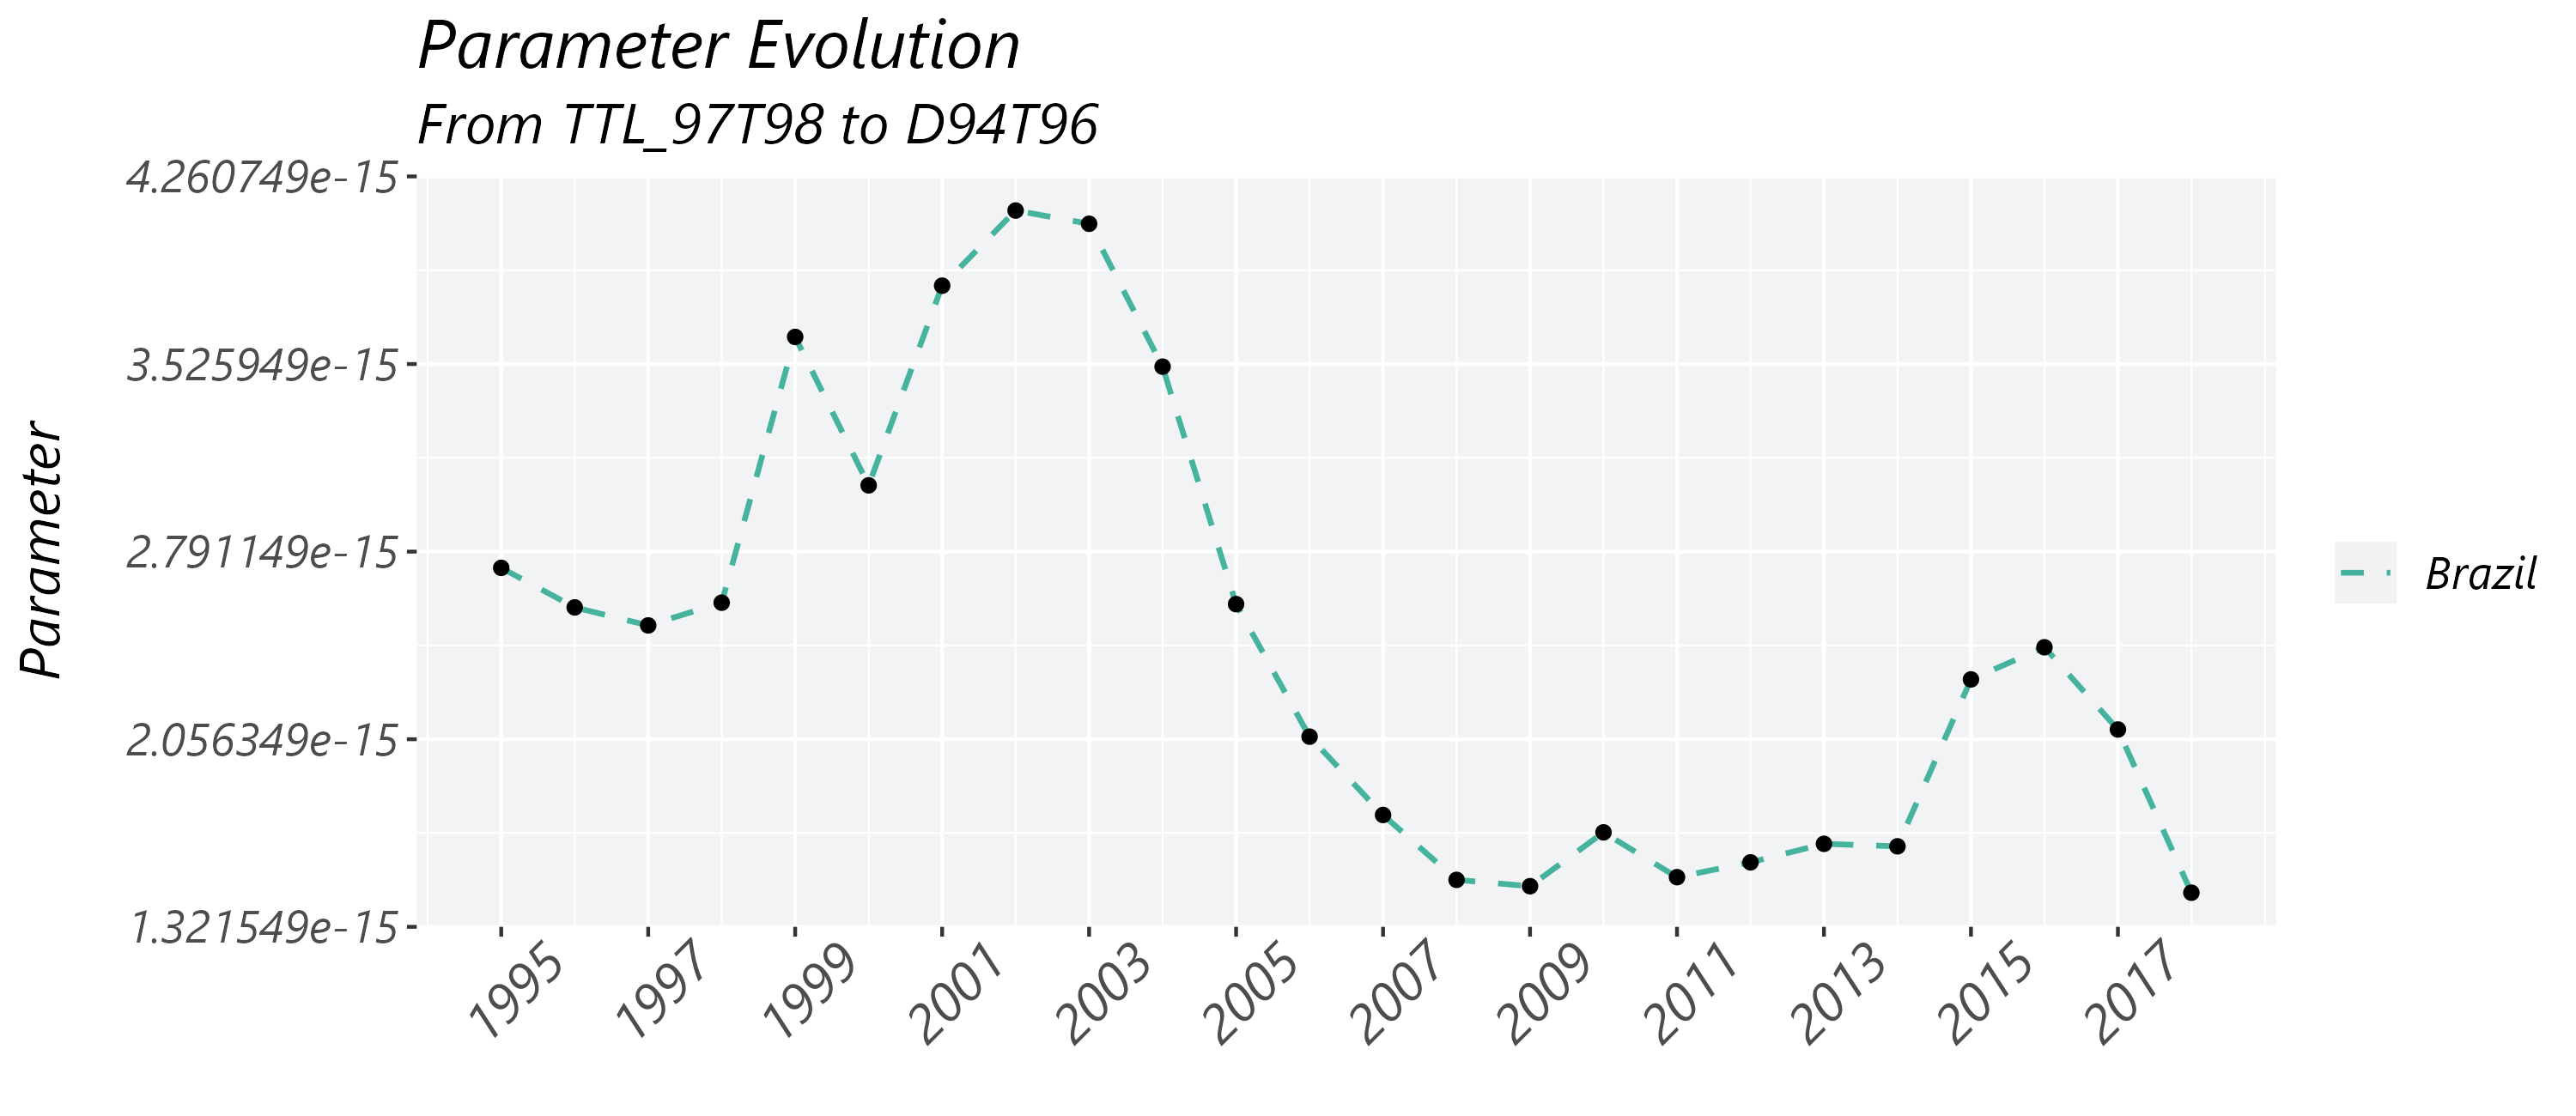 Parameter Evolution
From TTL_97T98 to D94T96
4.260749e-15
3.525949e-15
2.791149e-15
2.056349e-15
1.321549e-15
Parameter
1995
1997
1999
2001
2003
2005
2007
2009
2011
2013
2015
2017
Brazil